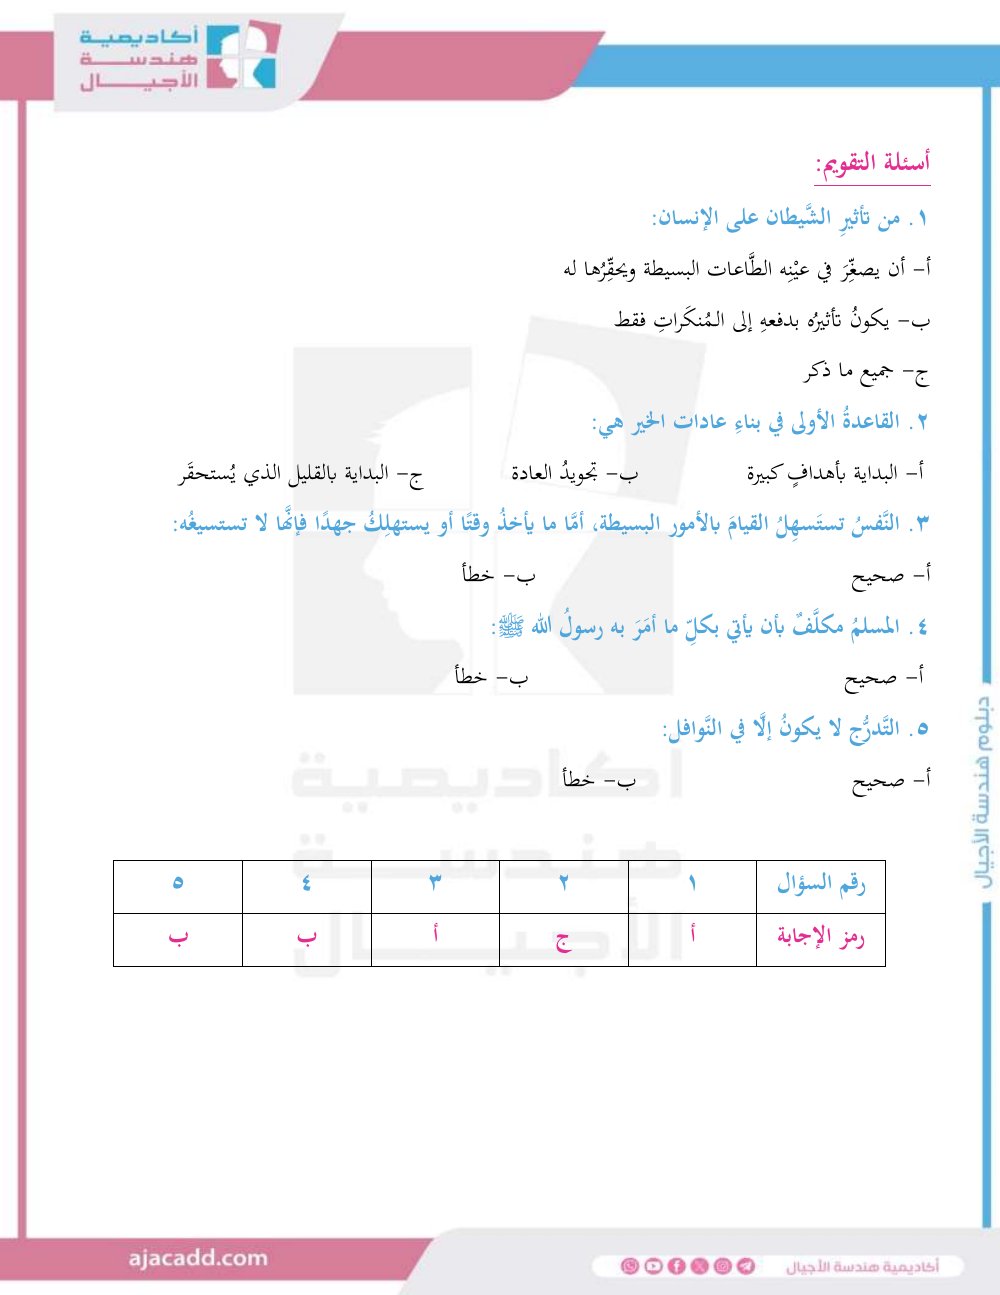 أكاديمية
هندسة
الأجيال
أسئلة التقويم:
١. من تأثيرِ الشَّيطان على الإنسان:
أ- أن يصغِّرَ في عيْنِه الطَّاعات البسيطة ويحقِّرُها له
ب- يكونُ تأثيرُه بدفعهِ إلى المُنكَراتِ فقط
ج- جميع ما ذكر
٢. القاعدةُ الأولى في بناءِ عادات الخير هي:
أ- البداية بأهدافٍ كبيرة ب- تجويدُ العادة ج- البداية بالقليل الذي يُستحقَر
٣. النَّفسُ تستَسهِلُ القيامَ بالأمور البسيطة، أمَّا ما يأخذُ وقتًا أو يستهلِكُ جهدًا فإنَّها لا تستسيغُه:
أ- صحيح ب- خطأ
٤. المسلمُ مكلَّفٌ بأن يأتي بكلِّ ما أمَرَ به رسولُ الله ﷺ:
أ- صحيح ب- خطأ
٥. التَّدرُّج لا يكونُ إلَّا في النَّوافل:
أ- صحيح ب- خطأ
أكاديمية
هندسة
الأجيال
رقم السؤال ١ ٢ ٣ ٤ ٥
رمز الإجابة أ ج أ ب ب
دبلوم هندسة الأجيال
أكاديمية هندسة الأجيال
ajacadd.com